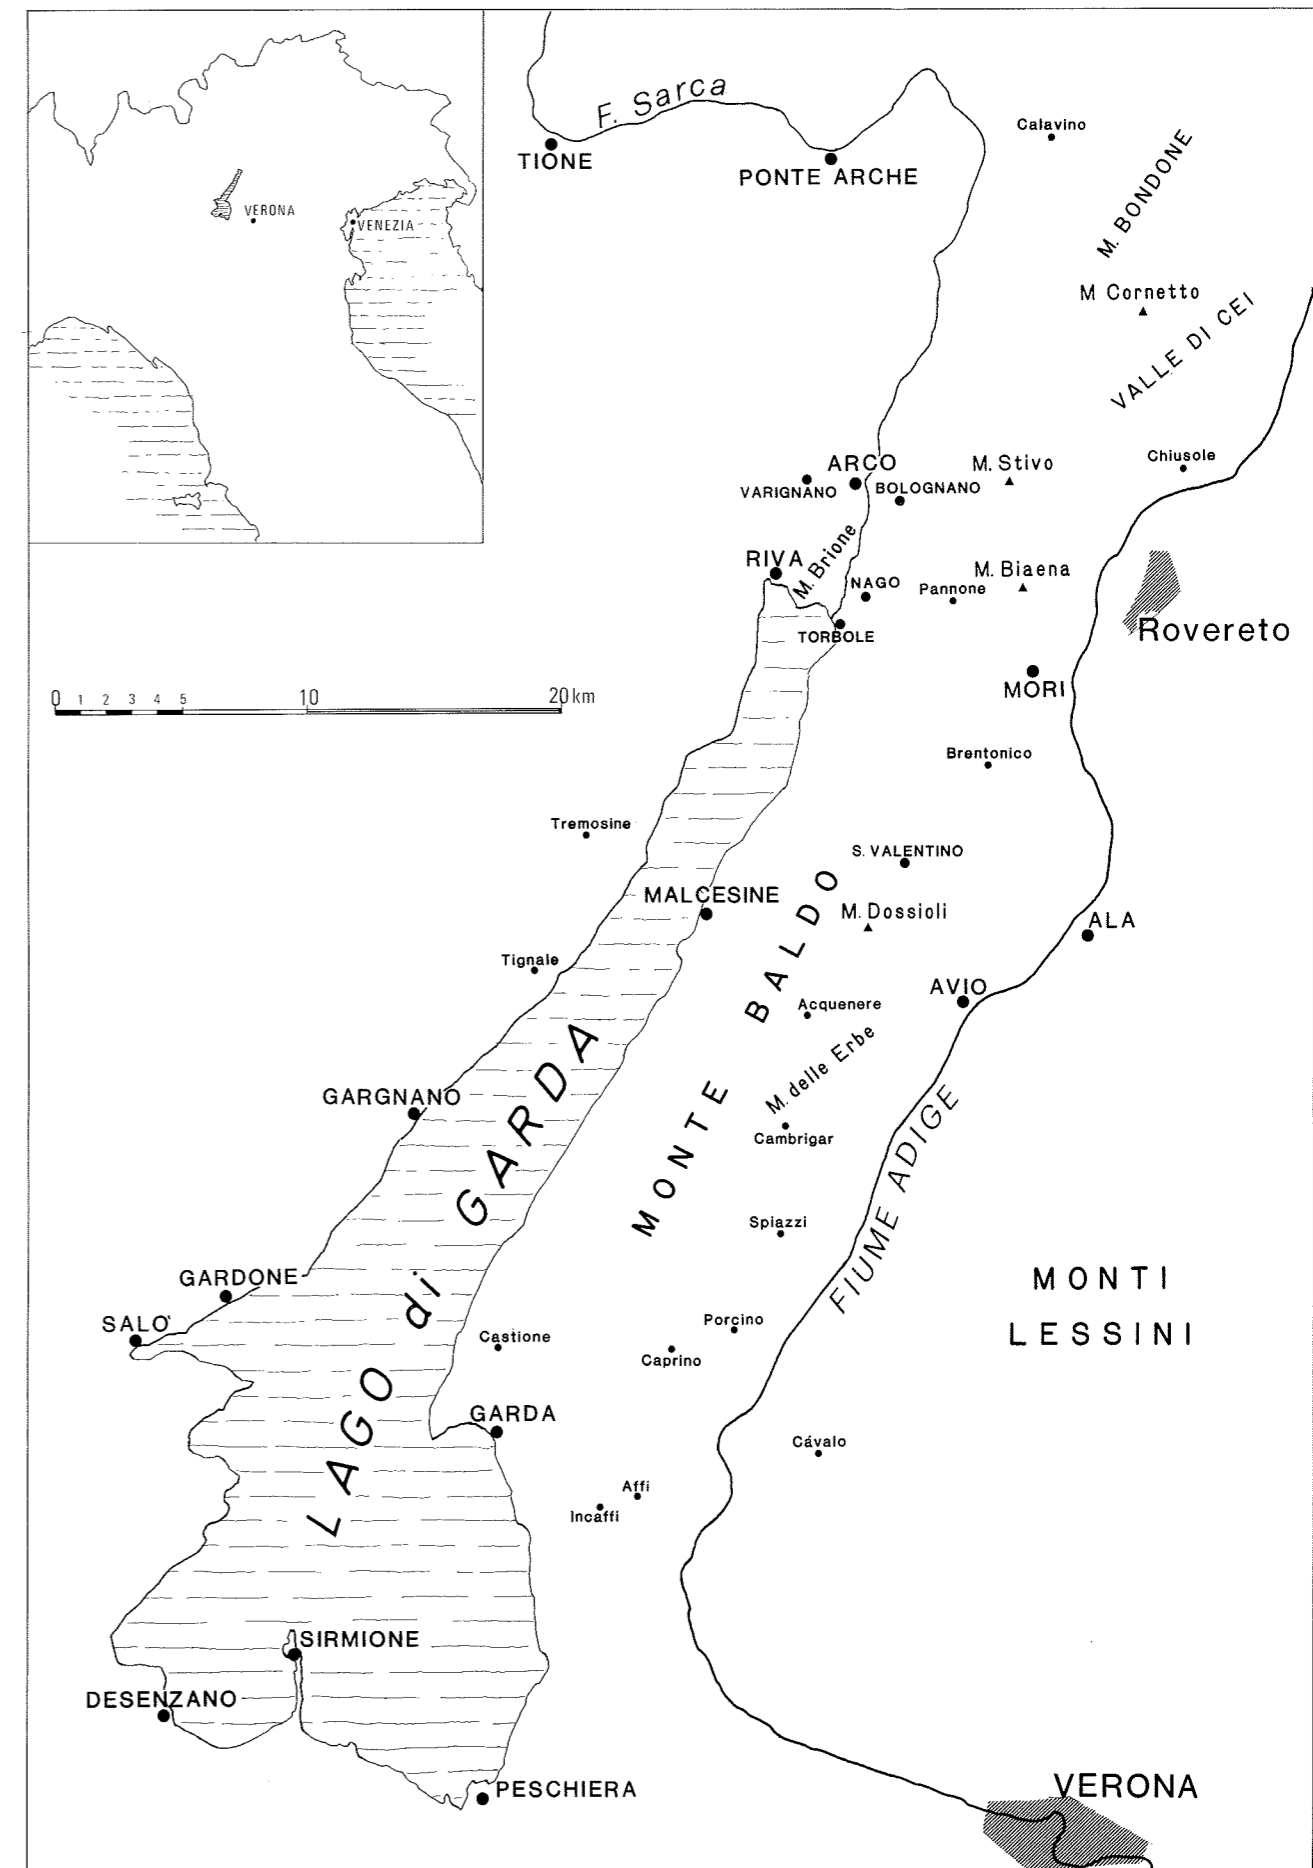 F. Sarca
TIONE
PONTE ARCHE
Calavino
M. BONDONE
VERONA
VENEZIA
M Cornetto
VALLE DI CEI
ARCO
M. Stivo
Chiusole
VARIGNANO
BOLOGNANO
M. Brione
RIVA
NAGO
Pannone
M. Biaena
TORBOLE
Rovereto
0 1 2 3 4 5 10 20 km
MORI
Brentonico
Tremosine
S. VALENTINO
MALCESINE
M. Dossioli
ALA
Tignale
AVIO
Acquenere
MONTE BALDO
M. delle Erbe
GARGNANO
Cambrigar
LAGO di GARDA
FIUME ADIGE
Spiazzi
GARDONE
MONTI
LESSINI
SALO'
Castione
Porcino
Caprino
GARDA
Cávalo
Affi
Incaffi
SIRMIONE
DESENZANO
PESCHIERA
VERONA